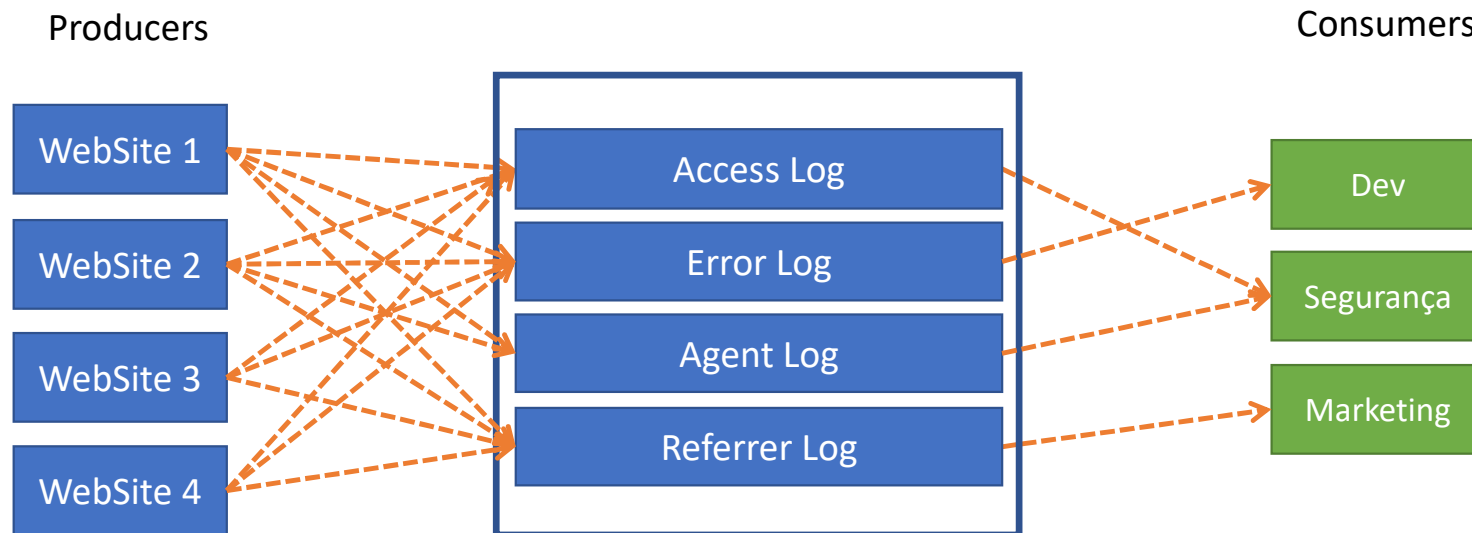 Producers
Consumers
WebSite 1
WebSite 2
WebSite 3
WebSite 4
Access Log
Error Log
Agent Log
Referrer Log
Dev
Segurança
Marketing